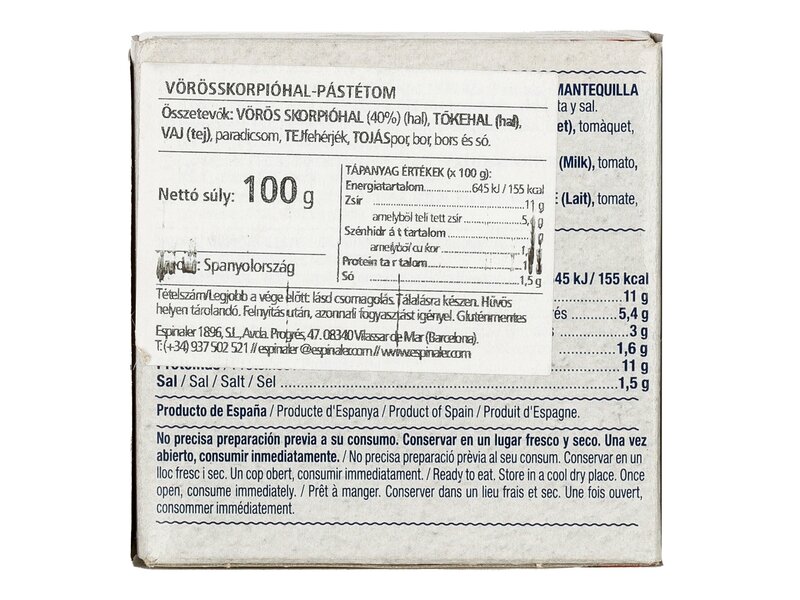 VÖRÖSSKORPIÓHAL-PÁSTÉTOM
Összetevők: VÖRÖS SKORPIÓHAL (40%) (hal), TŐKEHAL (hal),
VAJ (tej), paradicsom, TEJfehérjék, TOJÁSpor, bor, bors és só.
Nettó súly: 100 g
TÁPANYAG ÉRTÉKEK (x 100 g):
Energiatartalom..........645 kJ / 155 kcal
Zsír ..........11 g
amelyből telített zsír ..........5,
Szénhidrát tartalom
amelyből cukor
Protein tartalom
Só ..........1,5 g
: Spanyolország
Tételszám/Legjobb a vége előtt: lásd csomagolás. Tálalásra készen. Hűvös
helyen tárolandó. Felnyitás után, azonnali fogyasztást igényel. Gluténmentes
Espinaler 1896, S.L., Avda. Progrés, 47. 08340 Vilassar de Mar (Barcelona).
T: (+34) 937 502 521 // espinaler@espinaler.com // www.espinaler.com
MANTEQUILLA
ta y sal.
et), tomàquet,
(Milk), tomato,
E (Lait), tomate,
45 kJ / 155 kcal
11 g
és ..........5,4 g
3 g
1,6 g
11 g
Sal / Sal / Salt / Sel ..........1,5 g
Producto de España / Producte d'Espanya / Product of Spain / Produit d'Espagne.
No precisa preparación previa a su consumo. Conservar en un lugar fresco y seco. Una vez
abierto, consumir inmediatamente. / No precisa preparació prèvia al seu consum. Conservar en un
lloc fresc i sec. Un cop obert, consumir immediatament. / Ready to eat. Store in a cool dry place. Once
open, consume immediately. / Prêt à manger. Conserver dans un lieu frais et sec. Une fois ouvert,
consommer immédiatement.